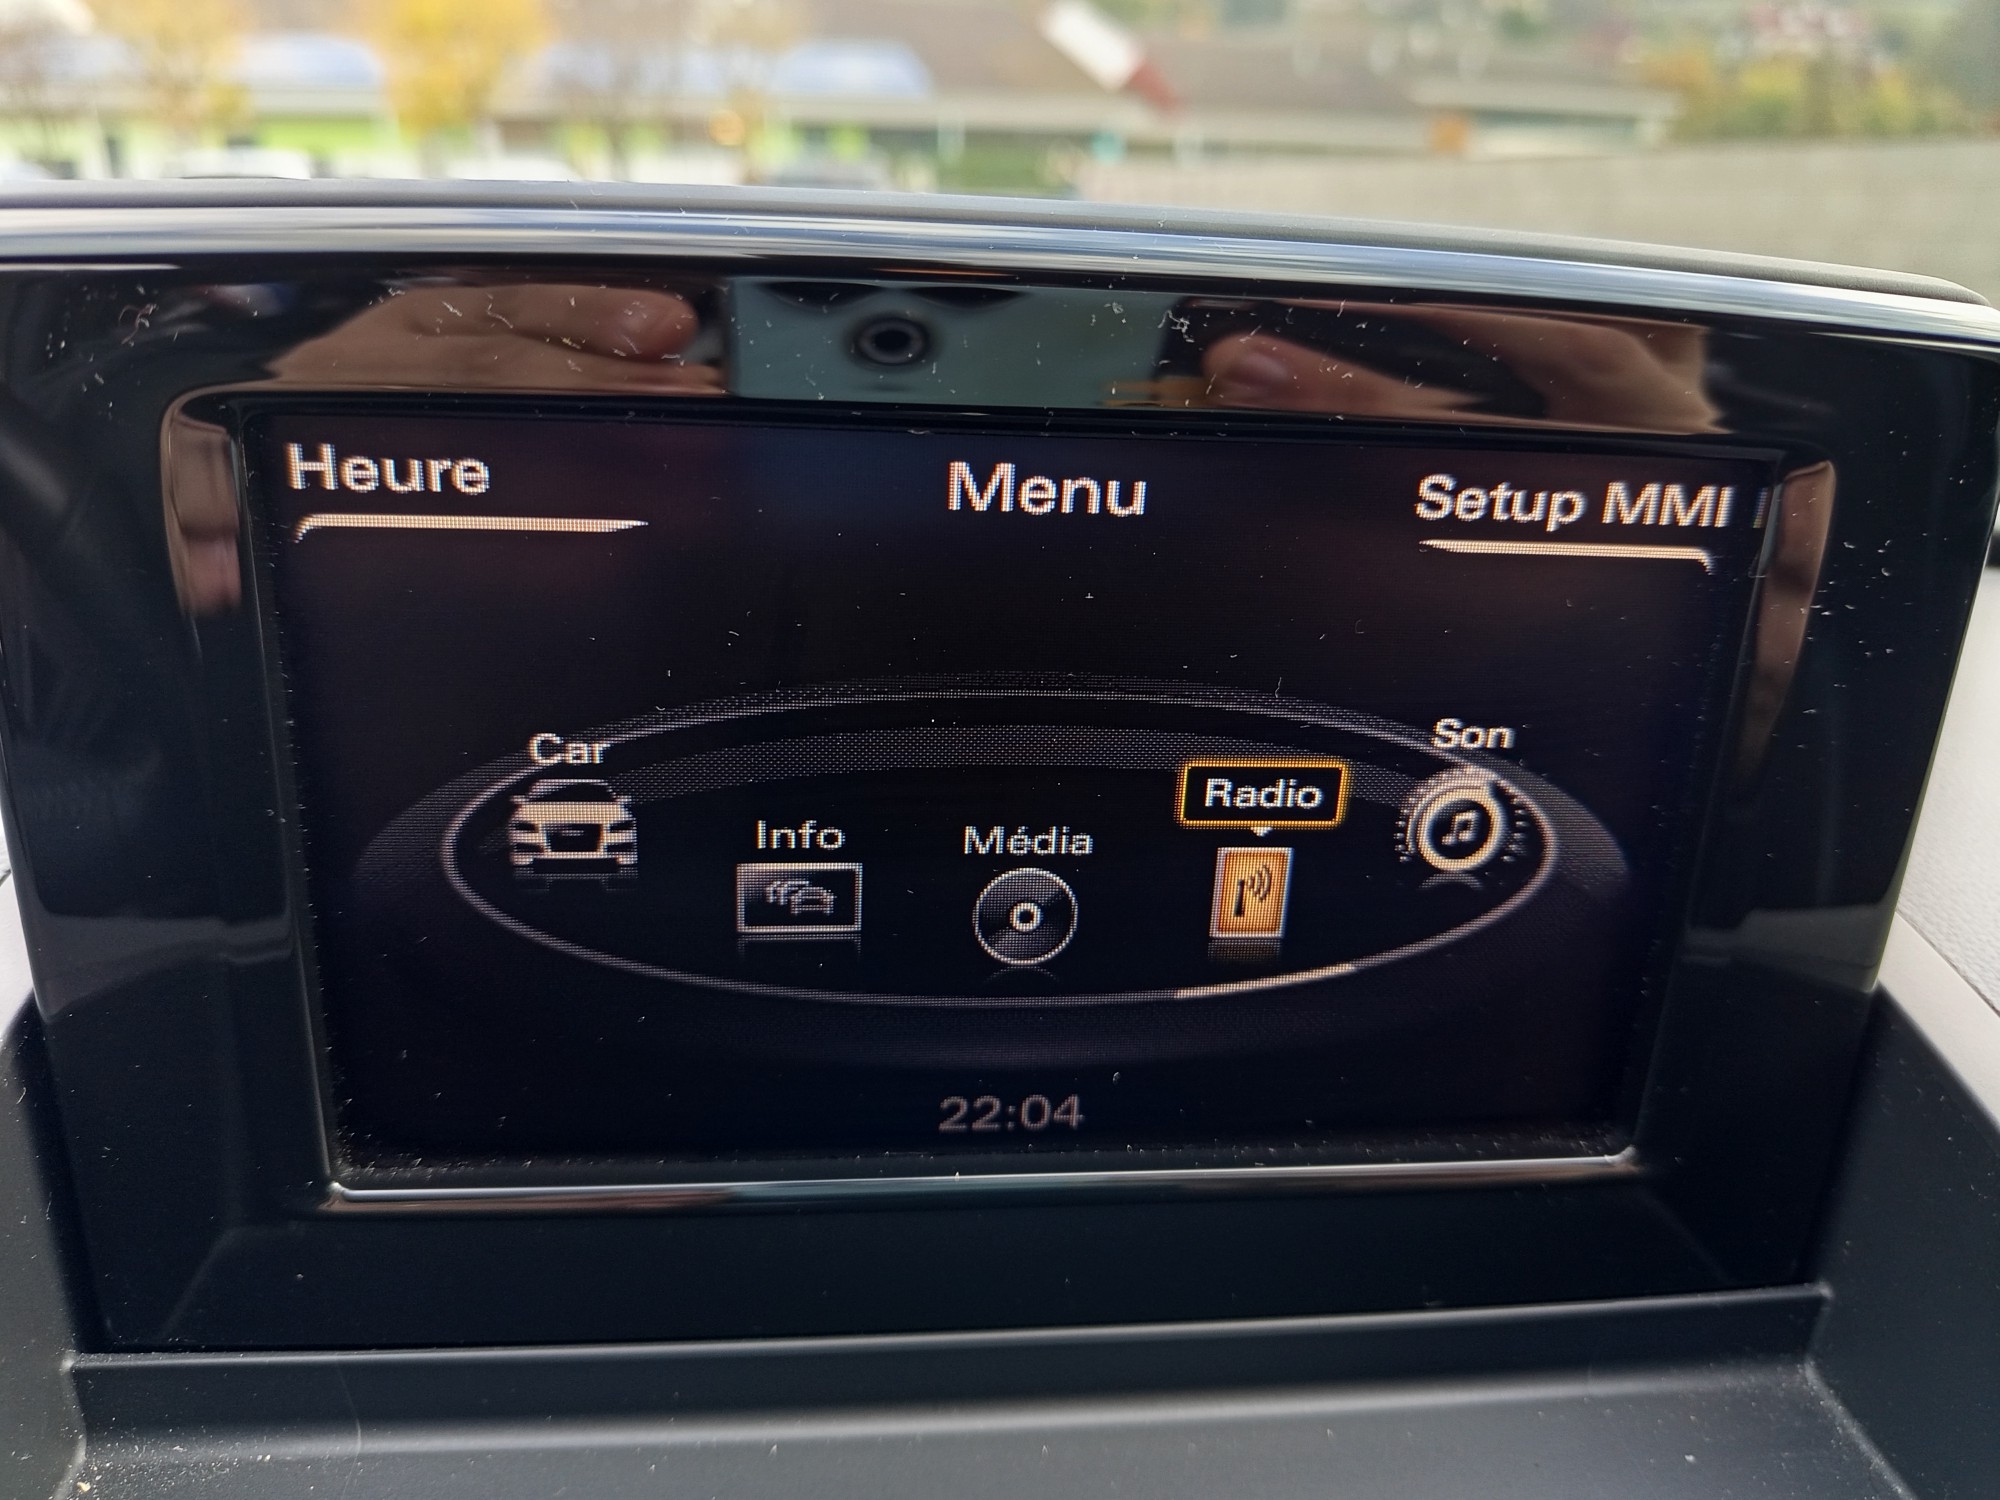 Heure
Menu
Setup MMI
Car
Info
Média
Radio
Son
22:04